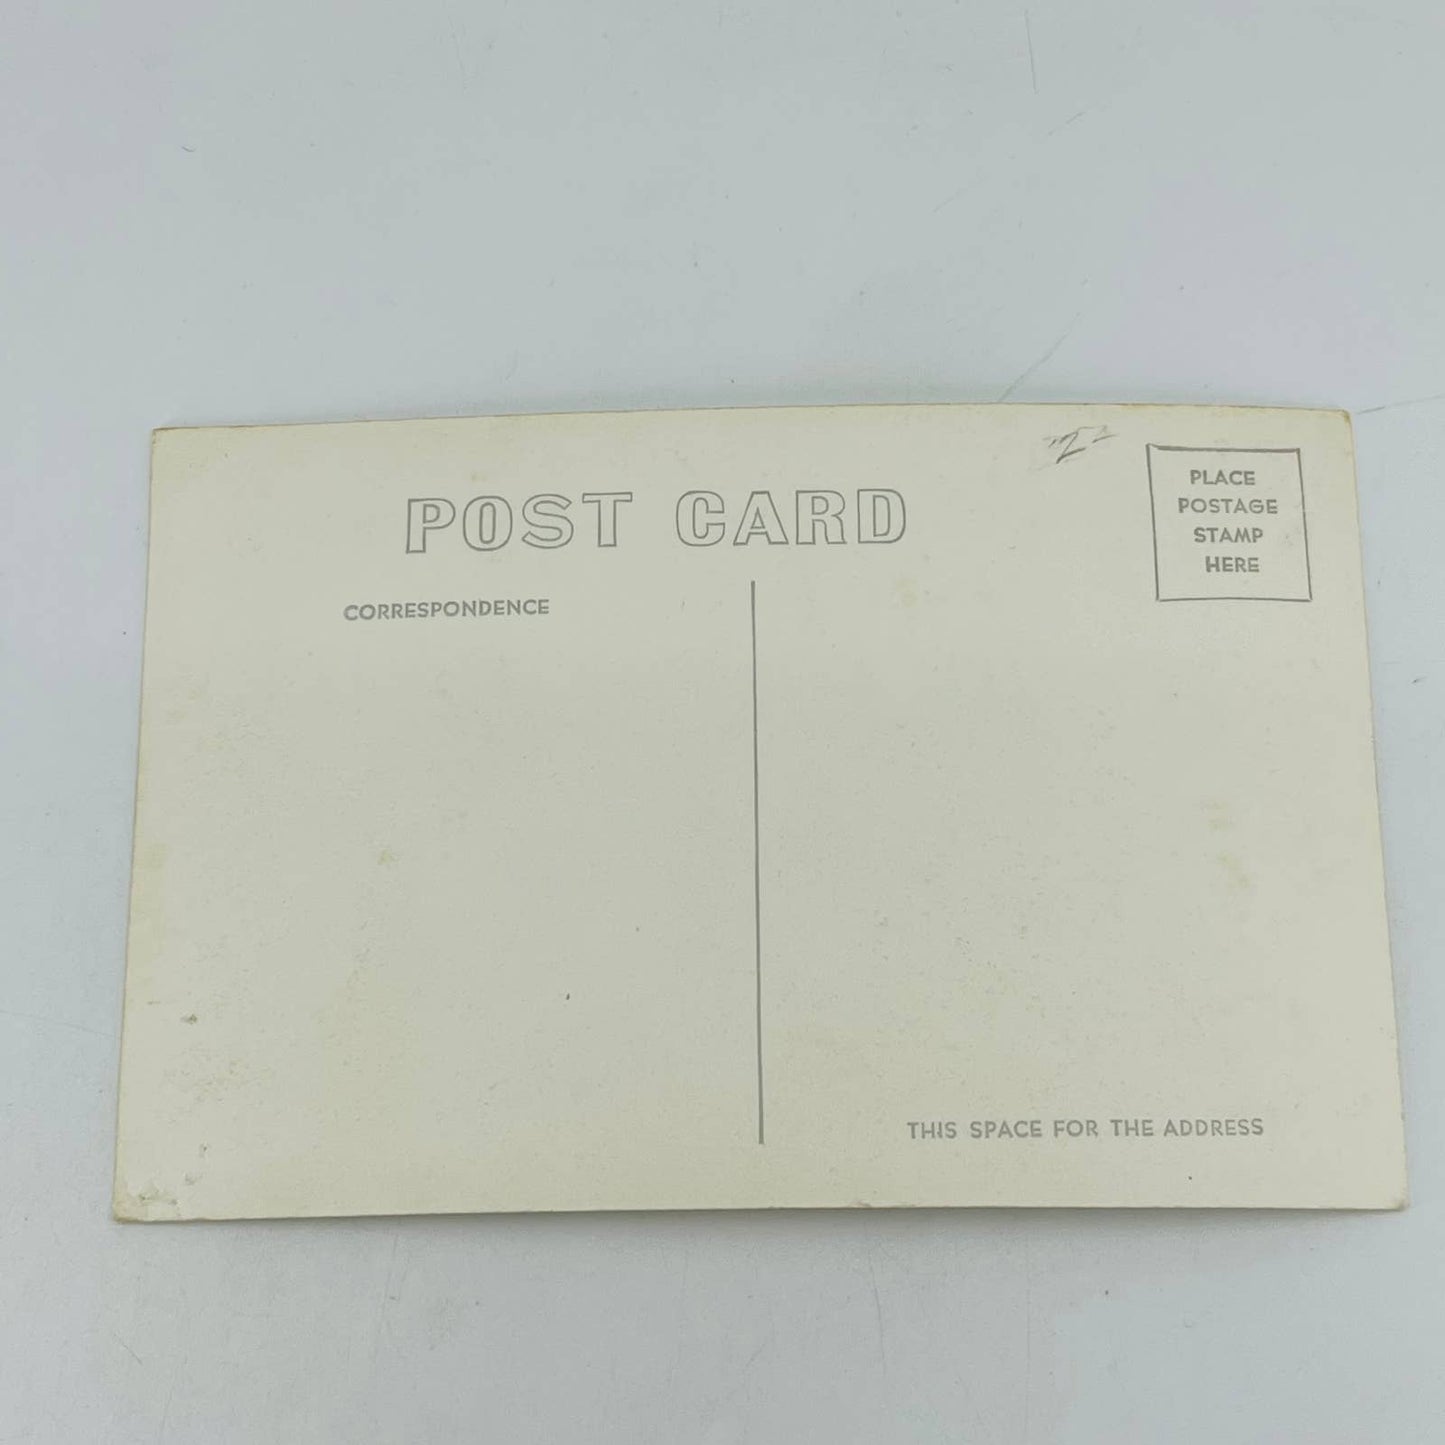 POST CARD
PLACE
POSTAGE
STAMP
HERE
CORRESPONDENCE
THIS SPACE FOR THE ADDRESS